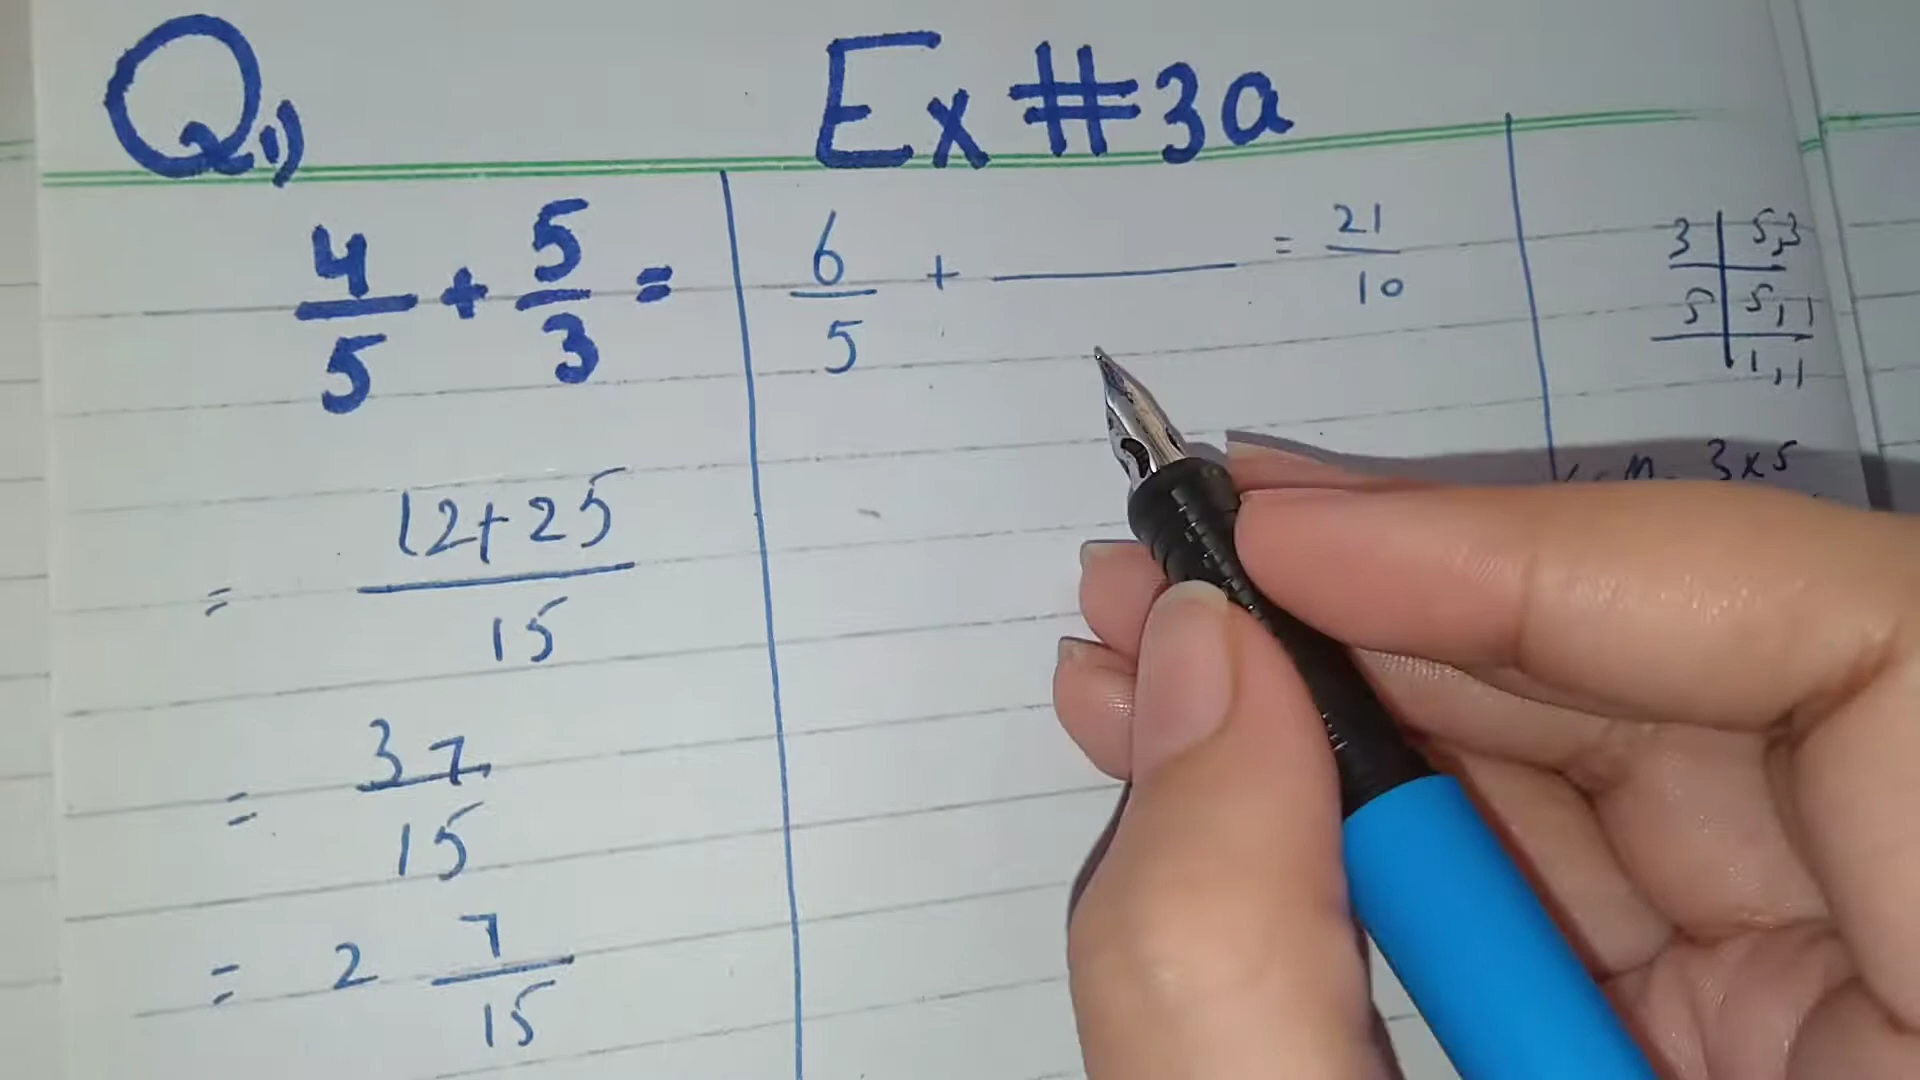 Q1) Ex #3a
4/5 + 5/3 =
= 12+25/15
= 37/15
= 2 7/15
6/5 + ____ = 21/10
3 | 5,3
5 | 5,1
1,1
3x5